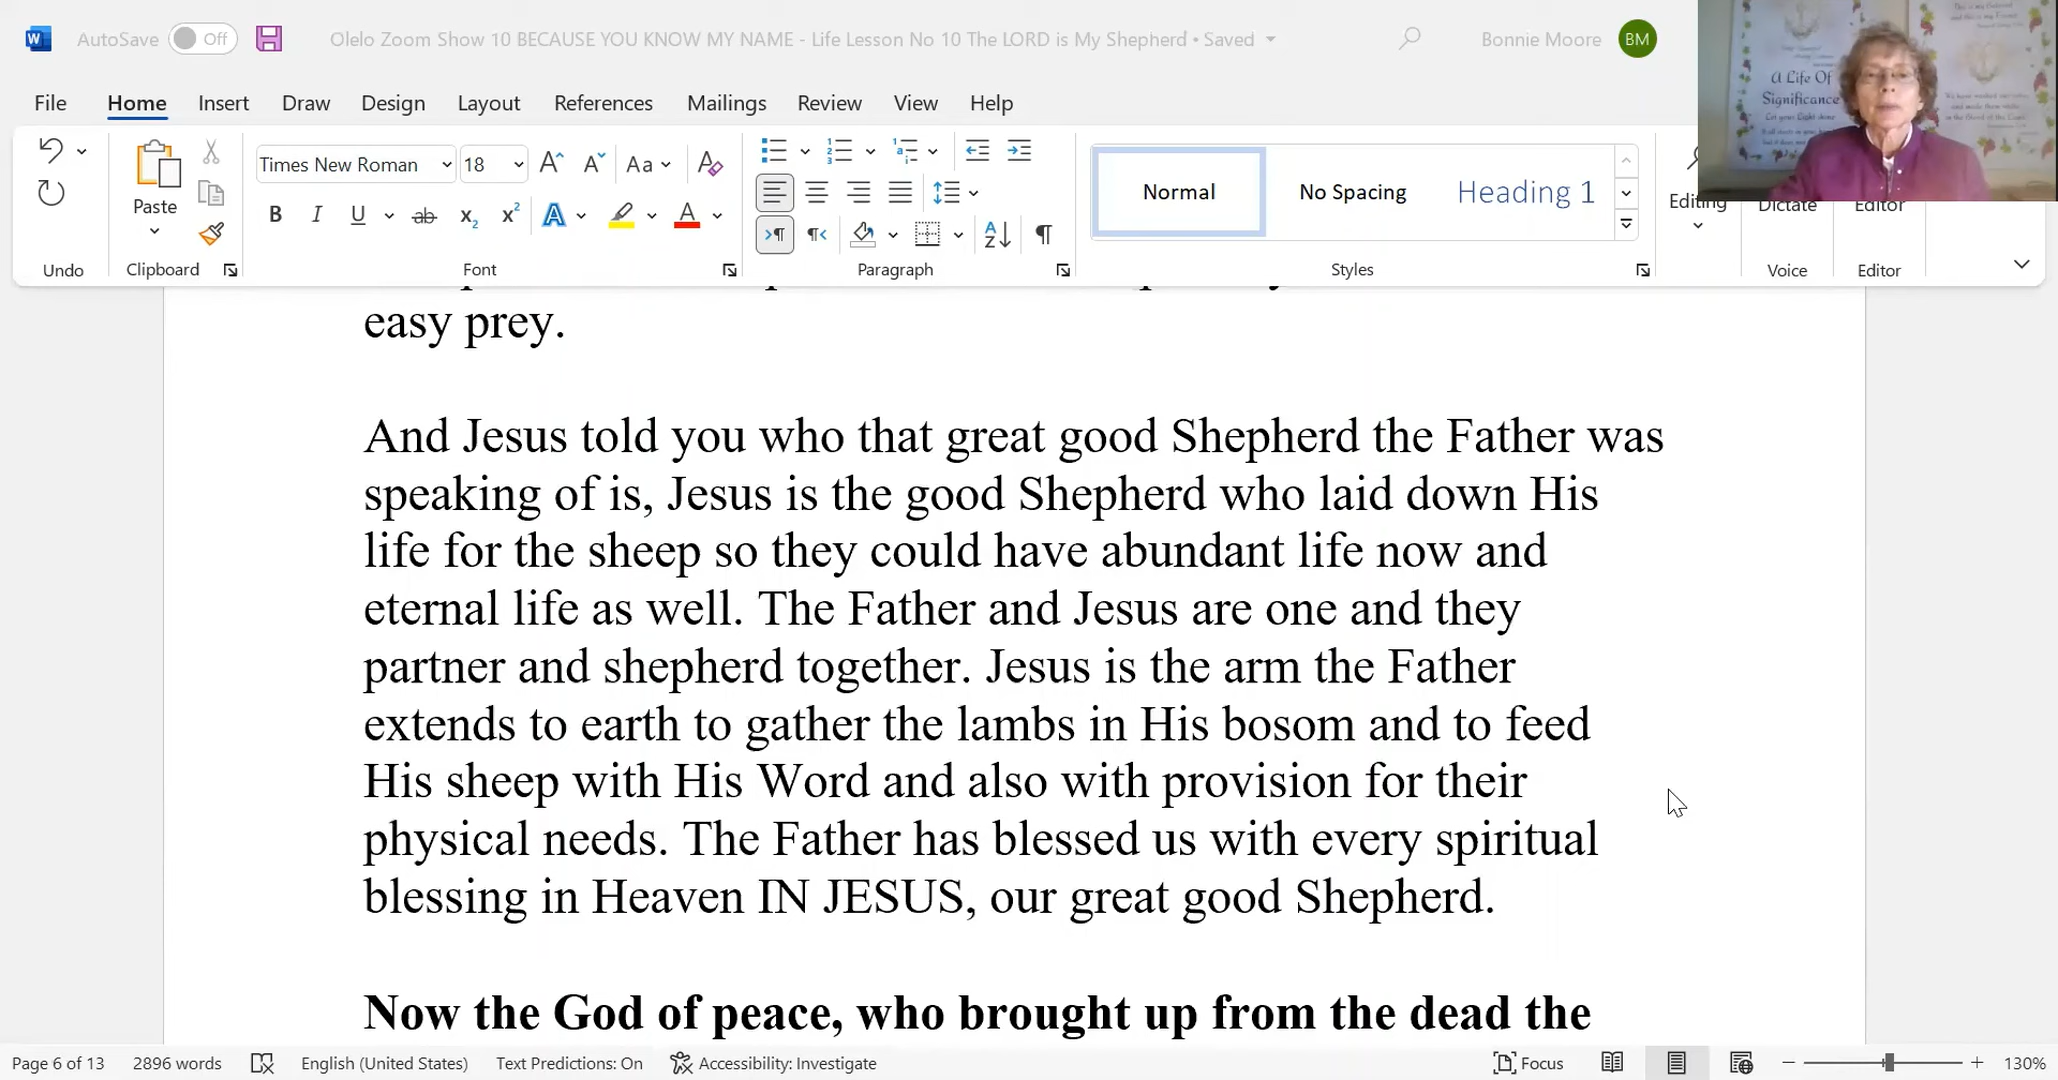 AutoSave Off Olelo Zoom Show 10 BECAUSE YOU KNOW MY NAME - Life Lesson No 10 The LORD is My Shepherd • Saved Bonnie Moore BM
File Home Insert Draw Design Layout References Mailings Review View Help
A Life Of
Significance
Let your Light shine
Paste
Times New Roman 18
Normal No Spacing Heading 1
Editing Dictate Editor
Undo Clipboard Font Paragraph Styles Voice Editor
easy prey.
And Jesus told you who that great good Shepherd the Father was
speaking of is, Jesus is the good Shepherd who laid down His
life for the sheep so they could have abundant life now and
eternal life as well. The Father and Jesus are one and they
partner and shepherd together. Jesus is the arm the Father
extends to earth to gather the lambs in His bosom and to feed
His sheep with His Word and also with provision for their
physical needs. The Father has blessed us with every spiritual
blessing in Heaven IN JESUS, our great good Shepherd.
Now the God of peace, who brought up from the dead the
Page 6 of 13 2896 words English (United States) Text Predictions: On Accessibility: Investigate Focus 130%